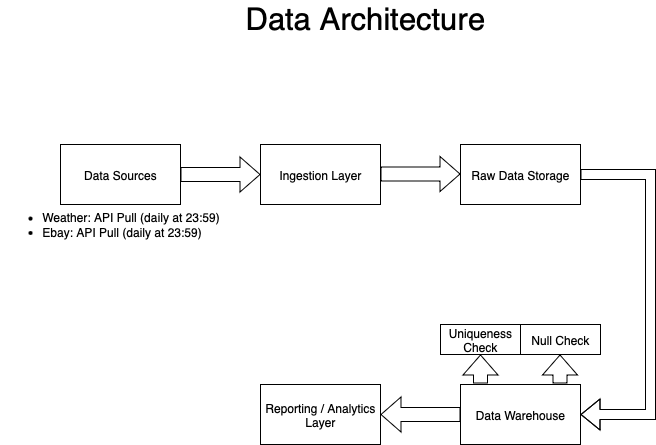 Data Architecture
Data Sources
Ingestion Layer
Raw Data Storage
• Weather: API Pull (daily at 23:59)
• Ebay: API Pull (daily at 23:59)
Uniqueness
Check
Null Check
Reporting / Analytics
Layer
Data Warehouse